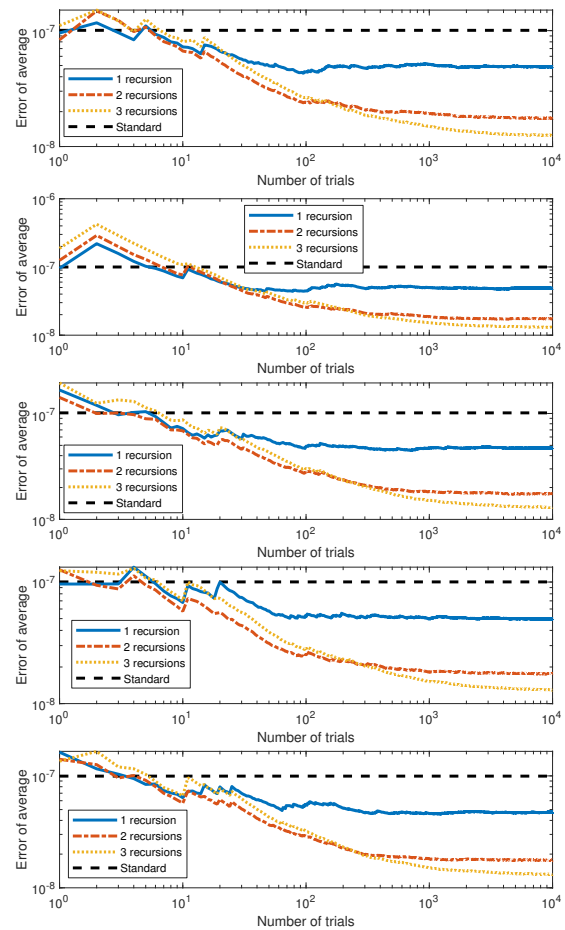 10^-7
10^-8
Error of average
1 recursion
2 recursions
3 recursions
Standard
10^0 10^1 10^2 10^3 10^4
Number of trials
10^-6
10^-7
10^-8
Error of average
1 recursion
2 recursions
3 recursions
Standard
10^0 10^1 10^2 10^3 10^4
Number of trials
10^-7
10^-8
Error of average
1 recursion
2 recursions
3 recursions
Standard
10^0 10^1 10^2 10^3 10^4
Number of trials
10^-7
10^-8
Error of average
1 recursion
2 recursions
3 recursions
Standard
10^0 10^1 10^2 10^3 10^4
Number of trials
10^-7
10^-8
Error of average
1 recursion
2 recursions
3 recursions
Standard
10^0 10^1 10^2 10^3 10^4
Number of trials